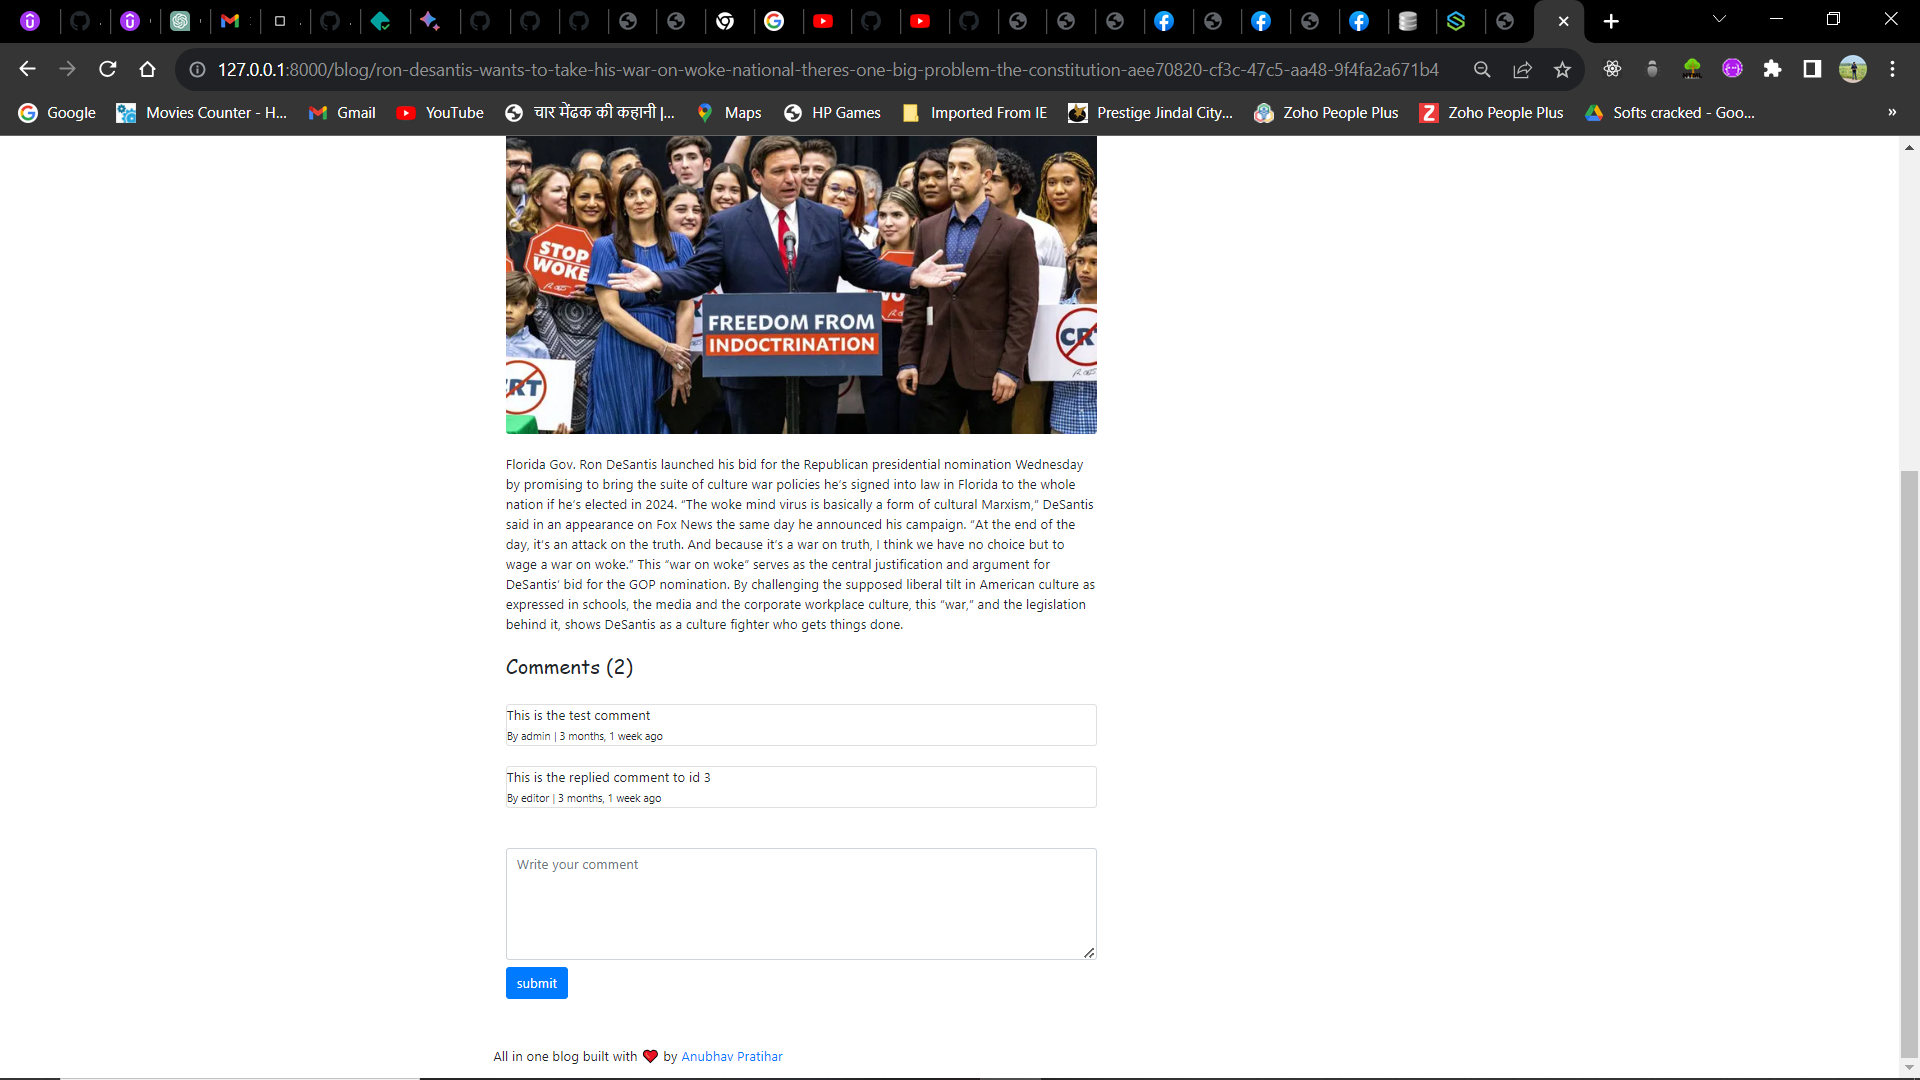 127.0.0.1:8000/blog/ron-desantis-wants-to-take-his-war-on-woke-national-theres-one-big-problem-the-constitution-aee70820-cf3c-47c5-aa48-9f4fa2a671b4
Google Movies Counter - H... Gmail YouTube चार मेंढक की कहानी |... Maps HP Games Imported From IE Prestige Jindal City... Zoho People Plus Zoho People Plus Softs cracked - Goo... »
STOP
WOKE
FREEDOM FROM
INDOCTRINATION
CRT
CRT
Florida Gov. Ron DeSantis launched his bid for the Republican presidential nomination Wednesday
by promising to bring the suite of culture war policies he’s signed into law in Florida to the whole
nation if he’s elected in 2024. “The woke mind virus is basically a form of cultural Marxism,” DeSantis
said in an appearance on Fox News the same day he announced his campaign. “At the end of the
day, it’s an attack on the truth. And because it’s a war on truth, I think we have no choice but to
wage a war on woke.” This “war on woke” serves as the central justification and argument for
DeSantis’ bid for the GOP nomination. By challenging the supposed liberal tilt in American culture as
expressed in schools, the media and the corporate workplace culture, this “war,” and the legislation
behind it, shows DeSantis as a culture fighter who gets things done.
Comments (2)
This is the test comment
By admin | 3 months, 1 week ago
This is the replied comment to id 3
By editor | 3 months, 1 week ago
Write your comment
submit
All in one blog built with ❤ by Anubhav Pratihar